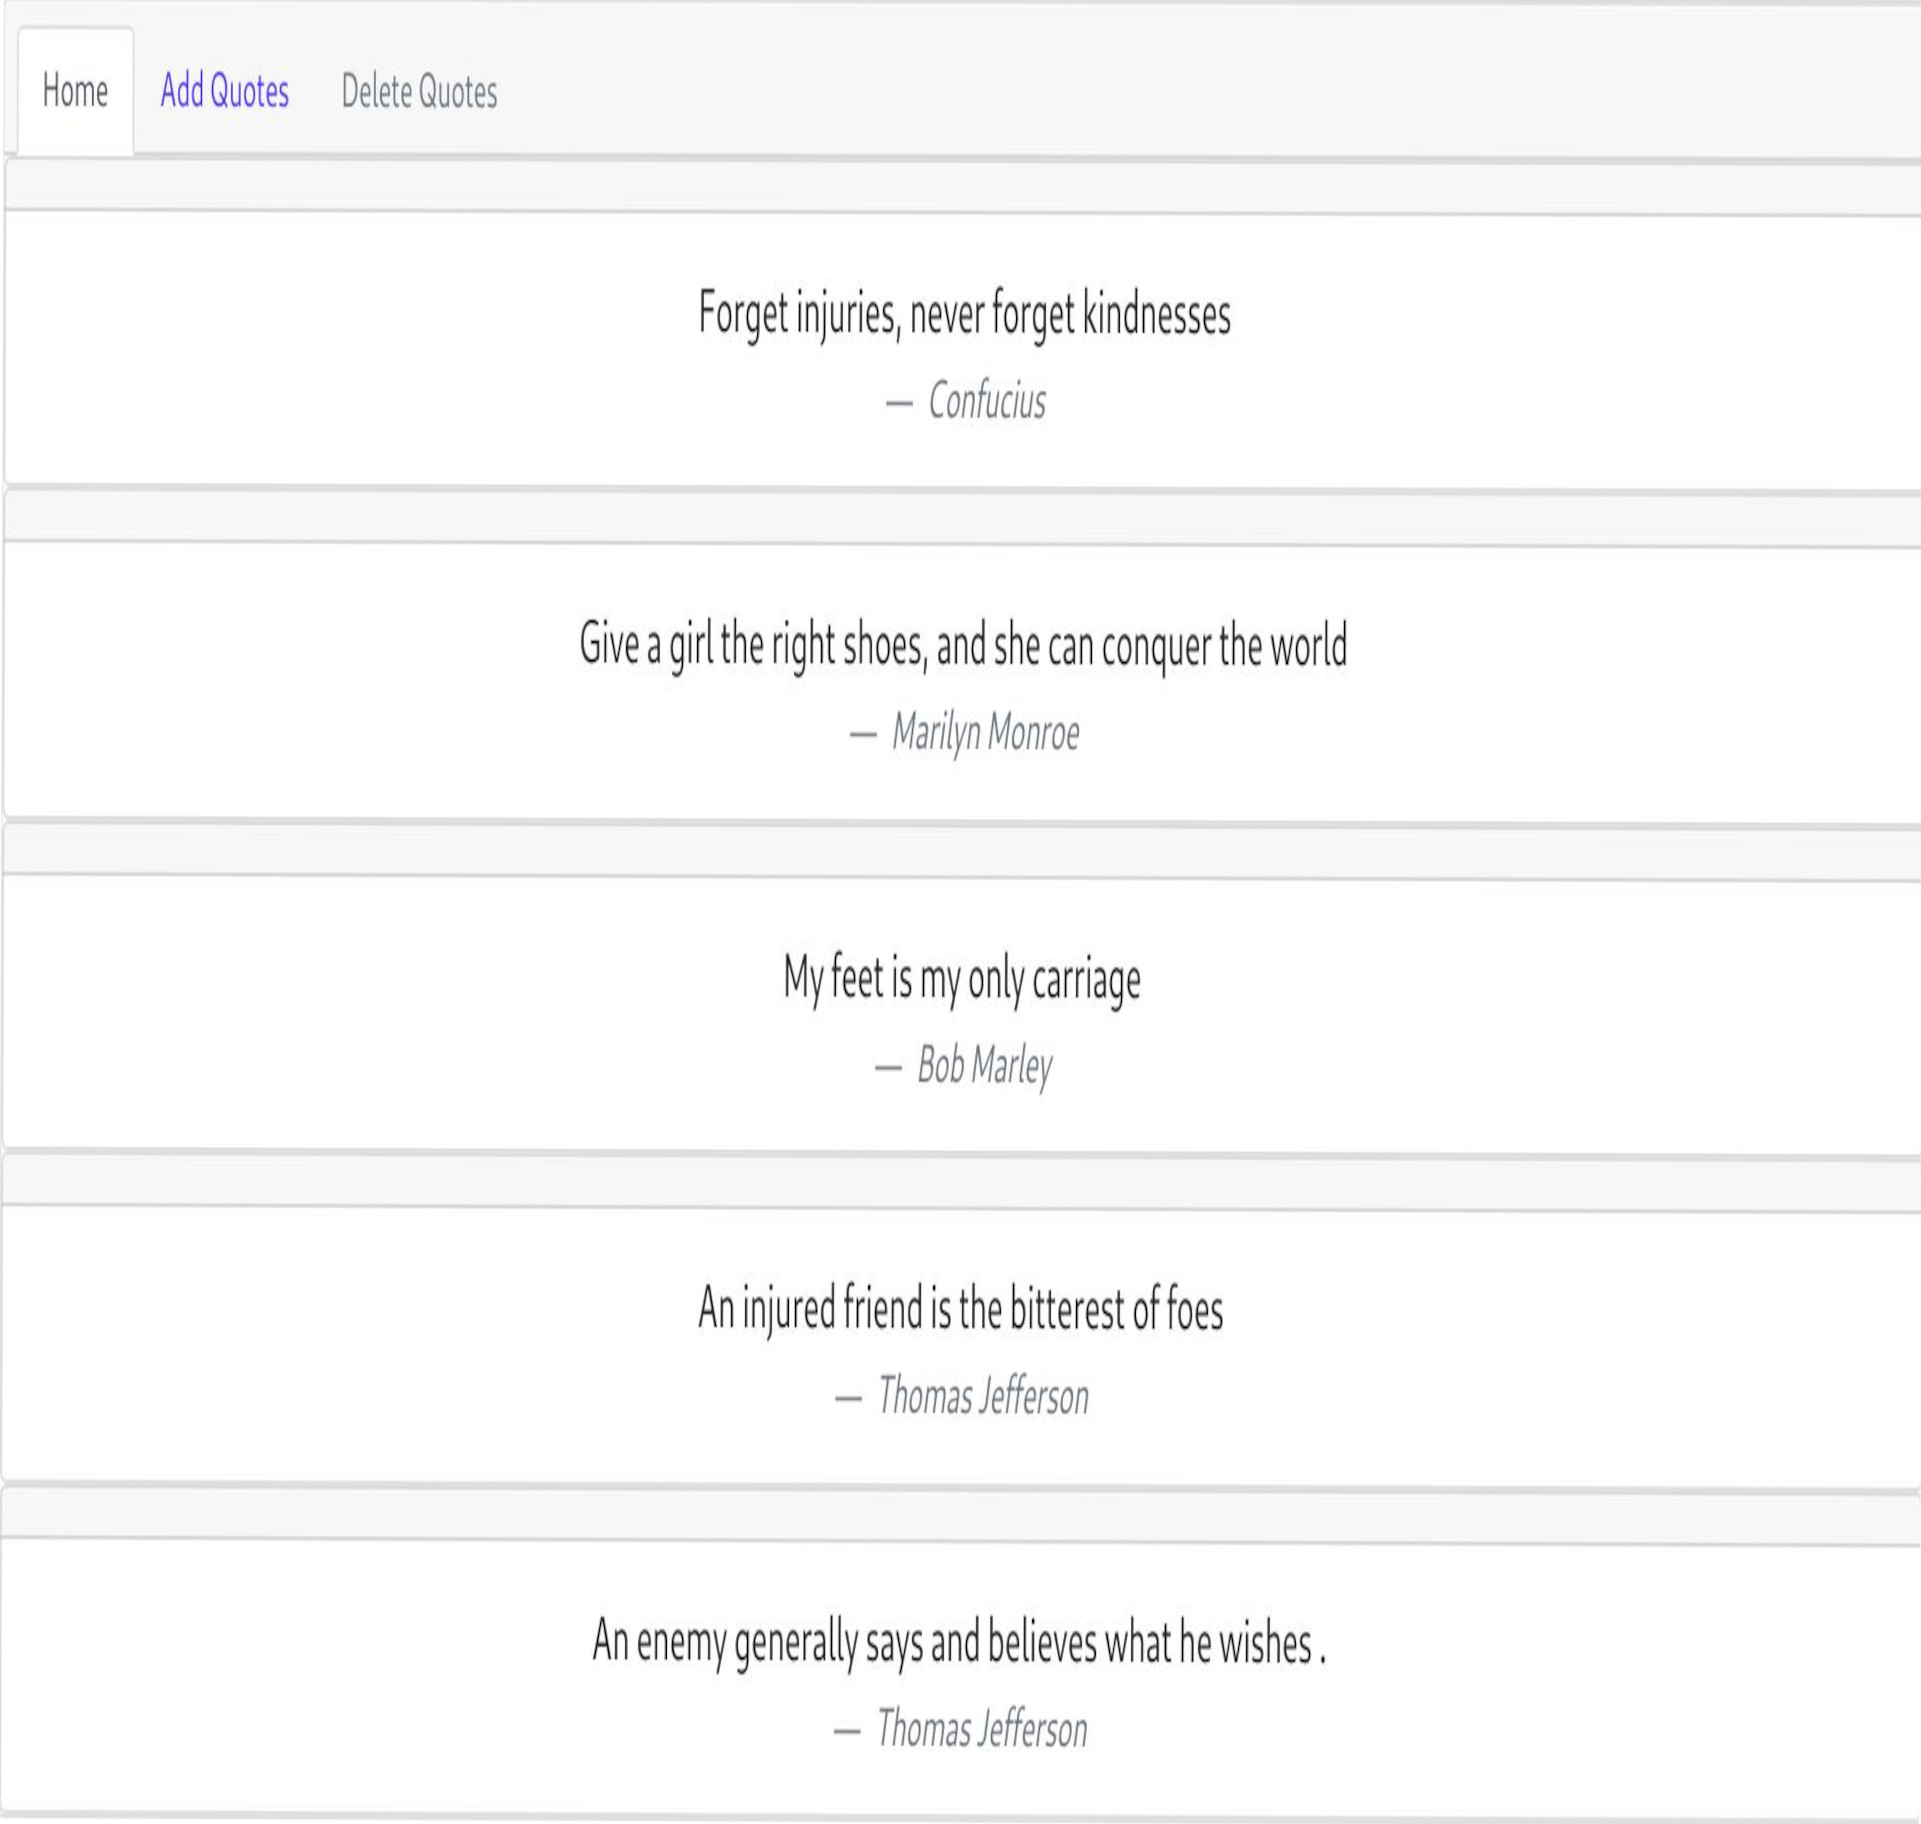 Home Add Quotes Delete Quotes
Forget injuries, never forget kindnesses
— Confucius
Give a girl the right shoes, and she can conquer the world
— Marilyn Monroe
My feet is my only carriage
— Bob Marley
An injured friend is the bitterest of foes
— Thomas Jefferson
An enemy generally says and believes what he wishes .
— Thomas Jefferson